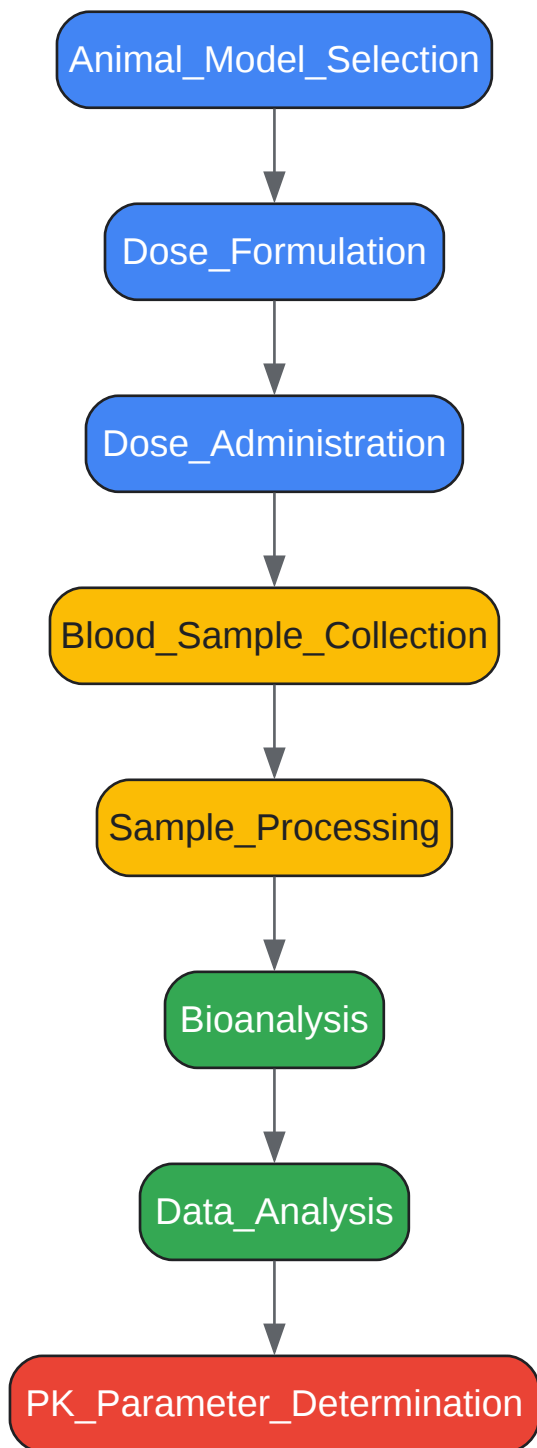 Animal_Model_Selection
Dose_Formulation
Dose_Administration
Blood_Sample_Collection
Sample_Processing
Bioanalysis
Data_Analysis
PK_Parameter_Determination